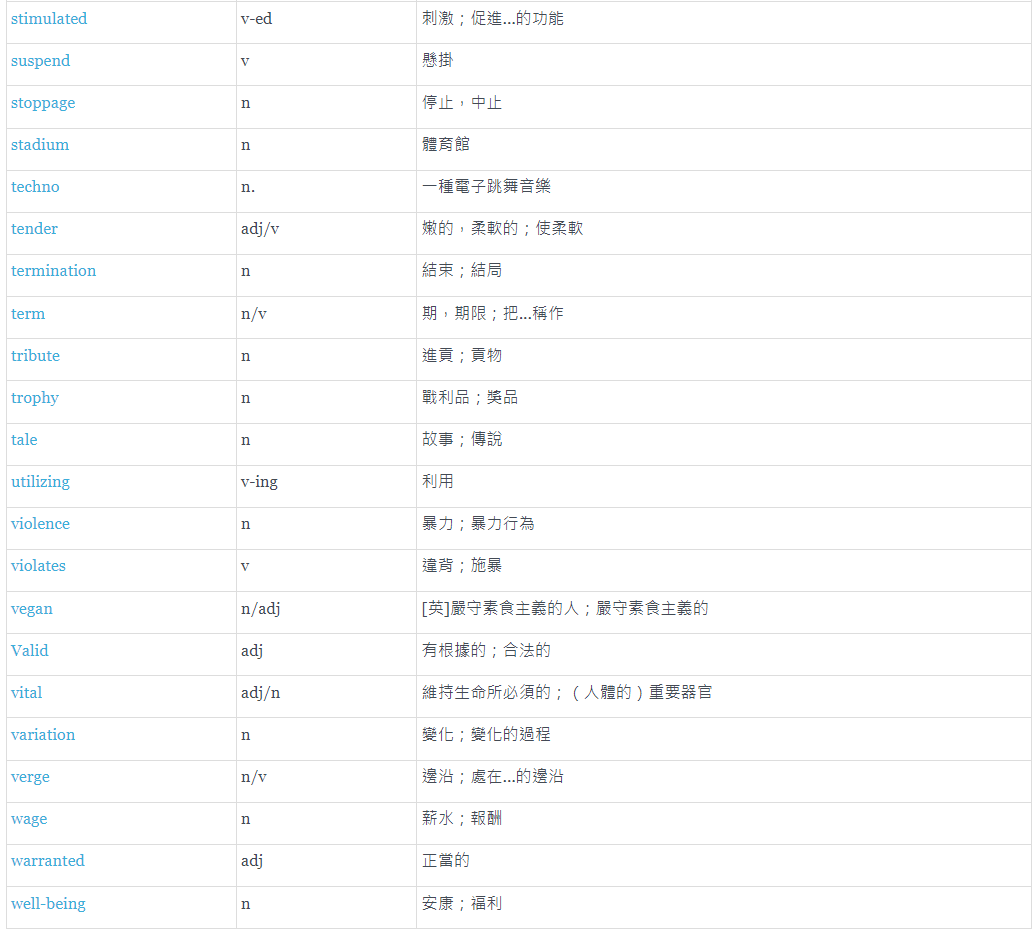 stimulated v-ed 刺激；促進...的功能
suspend v 懸掛
stoppage n 停止，中止
stadium n 體育館
techno n. 一種電子跳舞音樂
tender adj/v 嫩的，柔軟的；使柔軟
termination n 結束；結局
term n/v 期，期限；把...稱作
tribute n 進貢；貢物
trophy n 戰利品；獎品
tale n 故事；傳說
utilizing v-ing 利用
violence n 暴力；暴力行為
violates v 違背；施暴
vegan n/adj [英]嚴守素食主義的人；嚴守素食主義的
Valid adj 有根據的；合法的
vital adj/n 維持生命所必須的；（人體的）重要器官
variation n 變化；變化的過程
verge n/v 邊沿；處在...的邊沿
wage n 薪水；報酬
warranted adj 正當的
well-being n 安康；福利